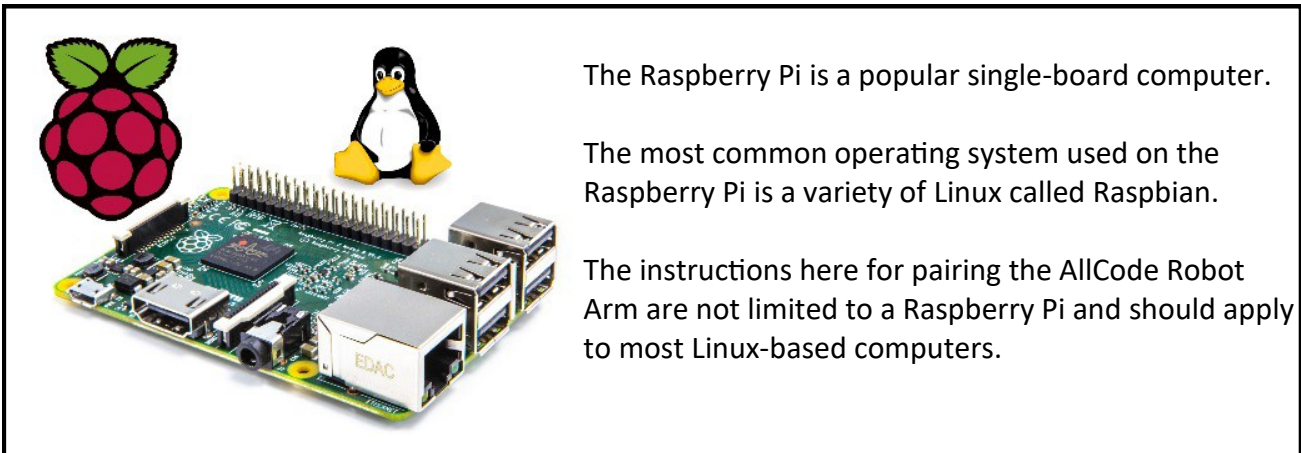 The Raspberry Pi is a popular single-board computer.
The most common operating system used on the
Raspberry Pi is a variety of Linux called Raspbian.
The instructions here for pairing the AllCode Robot
Arm are not limited to a Raspberry Pi and should apply
to most Linux-based computers.
EDAC